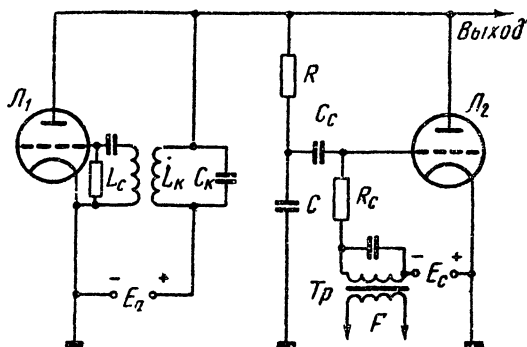 Выход
Л₁
R
Cс
Л₂
Lс
Lк
Cк
C
Rс
- Eп +
- Eс +
Тр
F